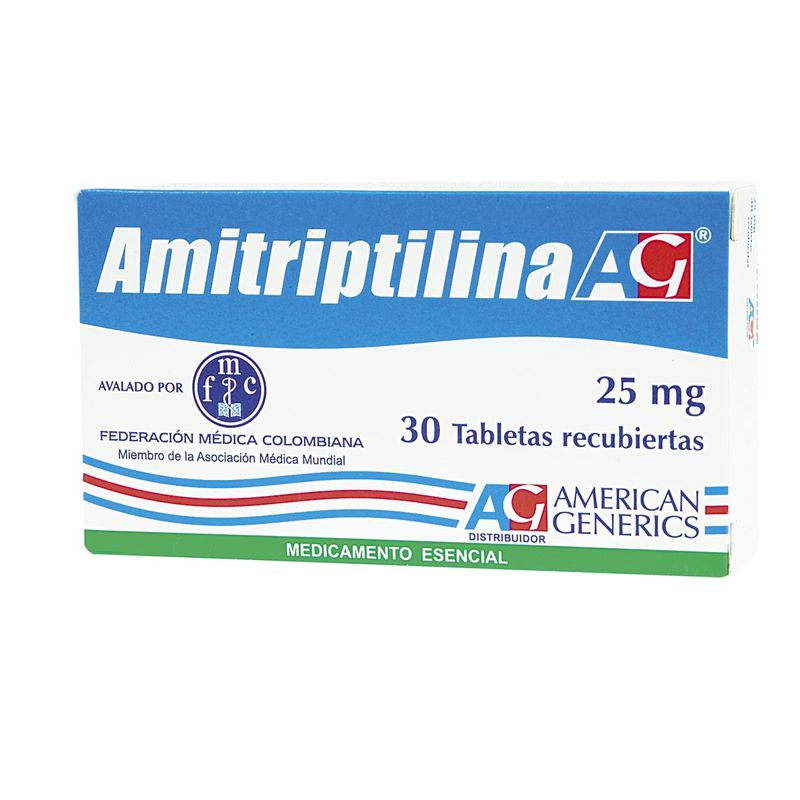 Amitriptilina AG®
AVALADO POR
f m c
FEDERACIÓN MÉDICA COLOMBIANA
Miembro de la Asociación Médica Mundial
25 mg
30 Tabletas recubiertas
AG AMERICAN GENERICS
DISTRIBUIDOR
MEDICAMENTO ESENCIAL
AG